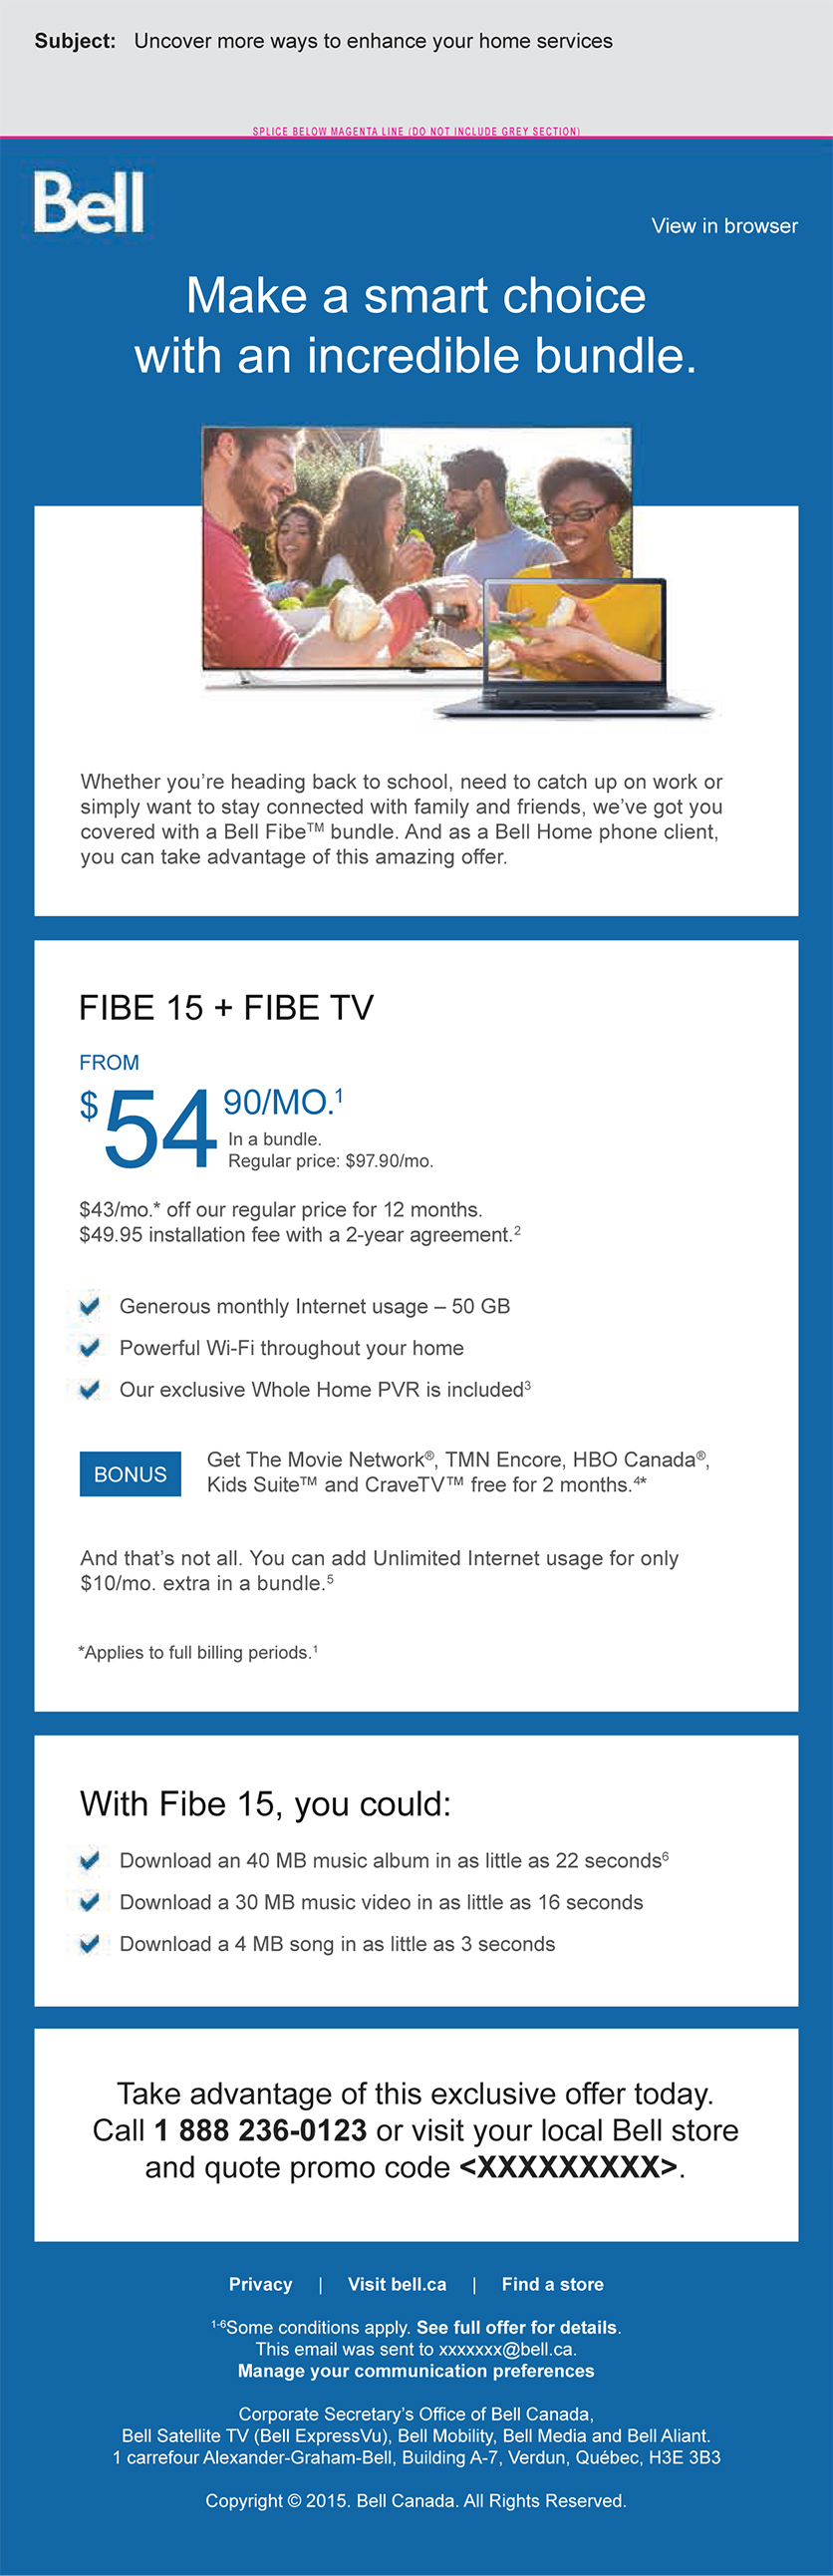 Subject: Uncover more ways to enhance your home services
SPLICE BELOW MAGENTA LINE (DO NOT INCLUDE GREY SECTION)
Bell
View in browser
Make a smart choice
with an incredible bundle.
Whether you’re heading back to school, need to catch up on work or
simply want to stay connected with family and friends, we’ve got you
covered with a Bell Fibe™ bundle. And as a Bell Home phone client,
you can take advantage of this amazing offer.
FIBE 15 + FIBE TV
FROM
$54 90/MO.¹
In a bundle.
Regular price: $97.90/mo.
$43/mo.* off our regular price for 12 months.
$49.95 installation fee with a 2-year agreement.²
Generous monthly Internet usage – 50 GB
Powerful Wi-Fi throughout your home
Our exclusive Whole Home PVR is included³
BONUS
Get The Movie Network®, TMN Encore, HBO Canada®,
Kids Suite™ and CraveTV™ free for 2 months.⁴*
And that’s not all. You can add Unlimited Internet usage for only
$10/mo. extra in a bundle.⁵
*Applies to full billing periods.¹
With Fibe 15, you could:
Download an 40 MB music album in as little as 22 seconds⁶
Download a 30 MB music video in as little as 16 seconds
Download a 4 MB song in as little as 3 seconds
Take advantage of this exclusive offer today.
Call 1 888 236-0123 or visit your local Bell store
and quote promo code <XXXXXXXXX>.
Privacy | Visit bell.ca | Find a store
¹⁻⁶Some conditions apply. See full offer for details.
This email was sent to xxxxxxx@bell.ca.
Manage your communication preferences
Corporate Secretary’s Office of Bell Canada,
Bell Satellite TV (Bell ExpressVu), Bell Mobility, Bell Media and Bell Aliant.
1 carrefour Alexander-Graham-Bell, Building A-7, Verdun, Québec, H3E 3B3
Copyright © 2015. Bell Canada. All Rights Reserved.